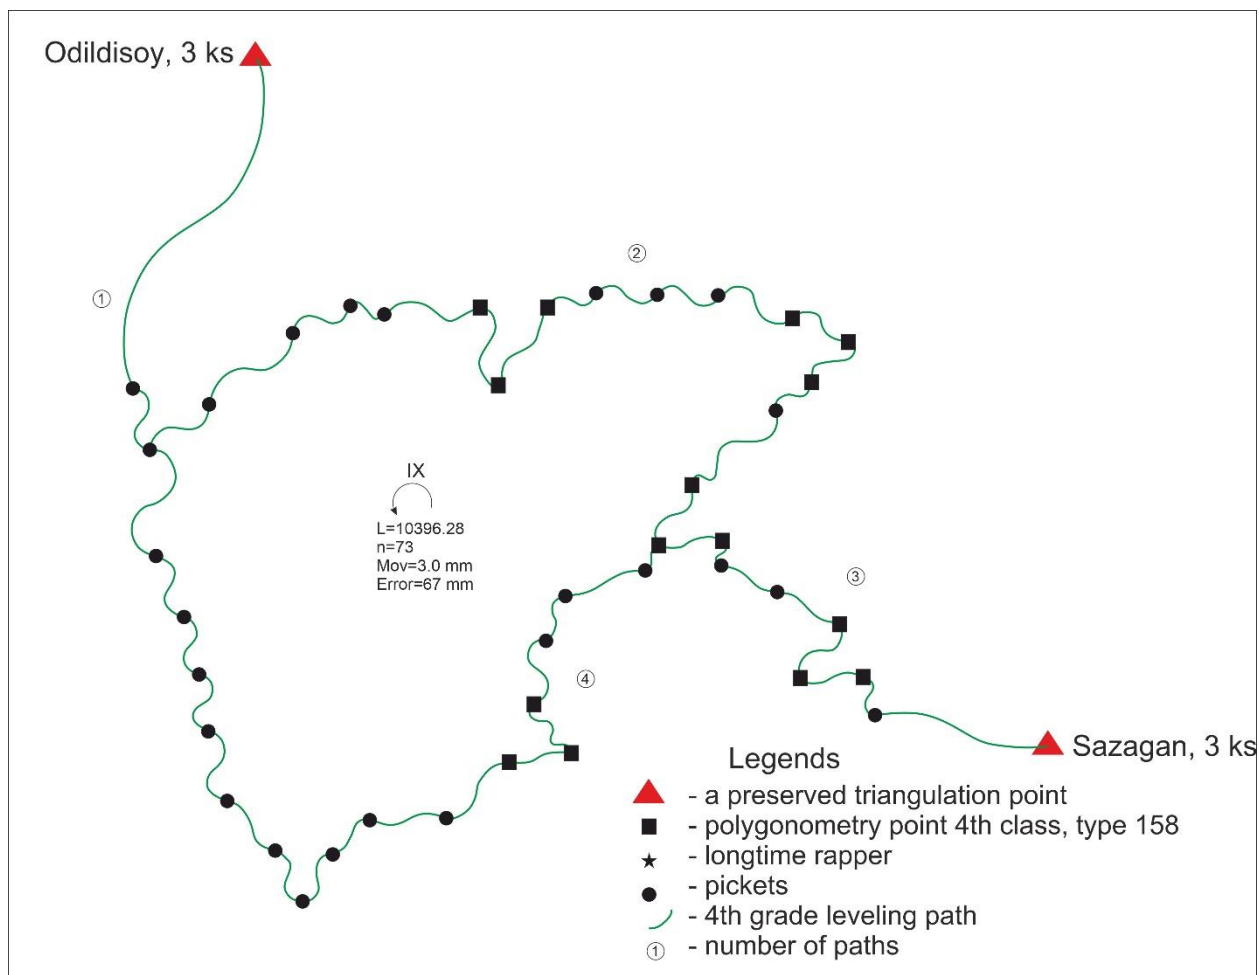 Odildisoy, 3 ks
②
①
IX
L=10396.28
n=73
Mov=3.0 mm
Error=67 mm
③
④
Sazagan, 3 ks
Legends
- a preserved triangulation point
- polygonometry point 4th class, type 158
- longtime rapper
- pickets
- 4th grade leveling path
① - number of paths